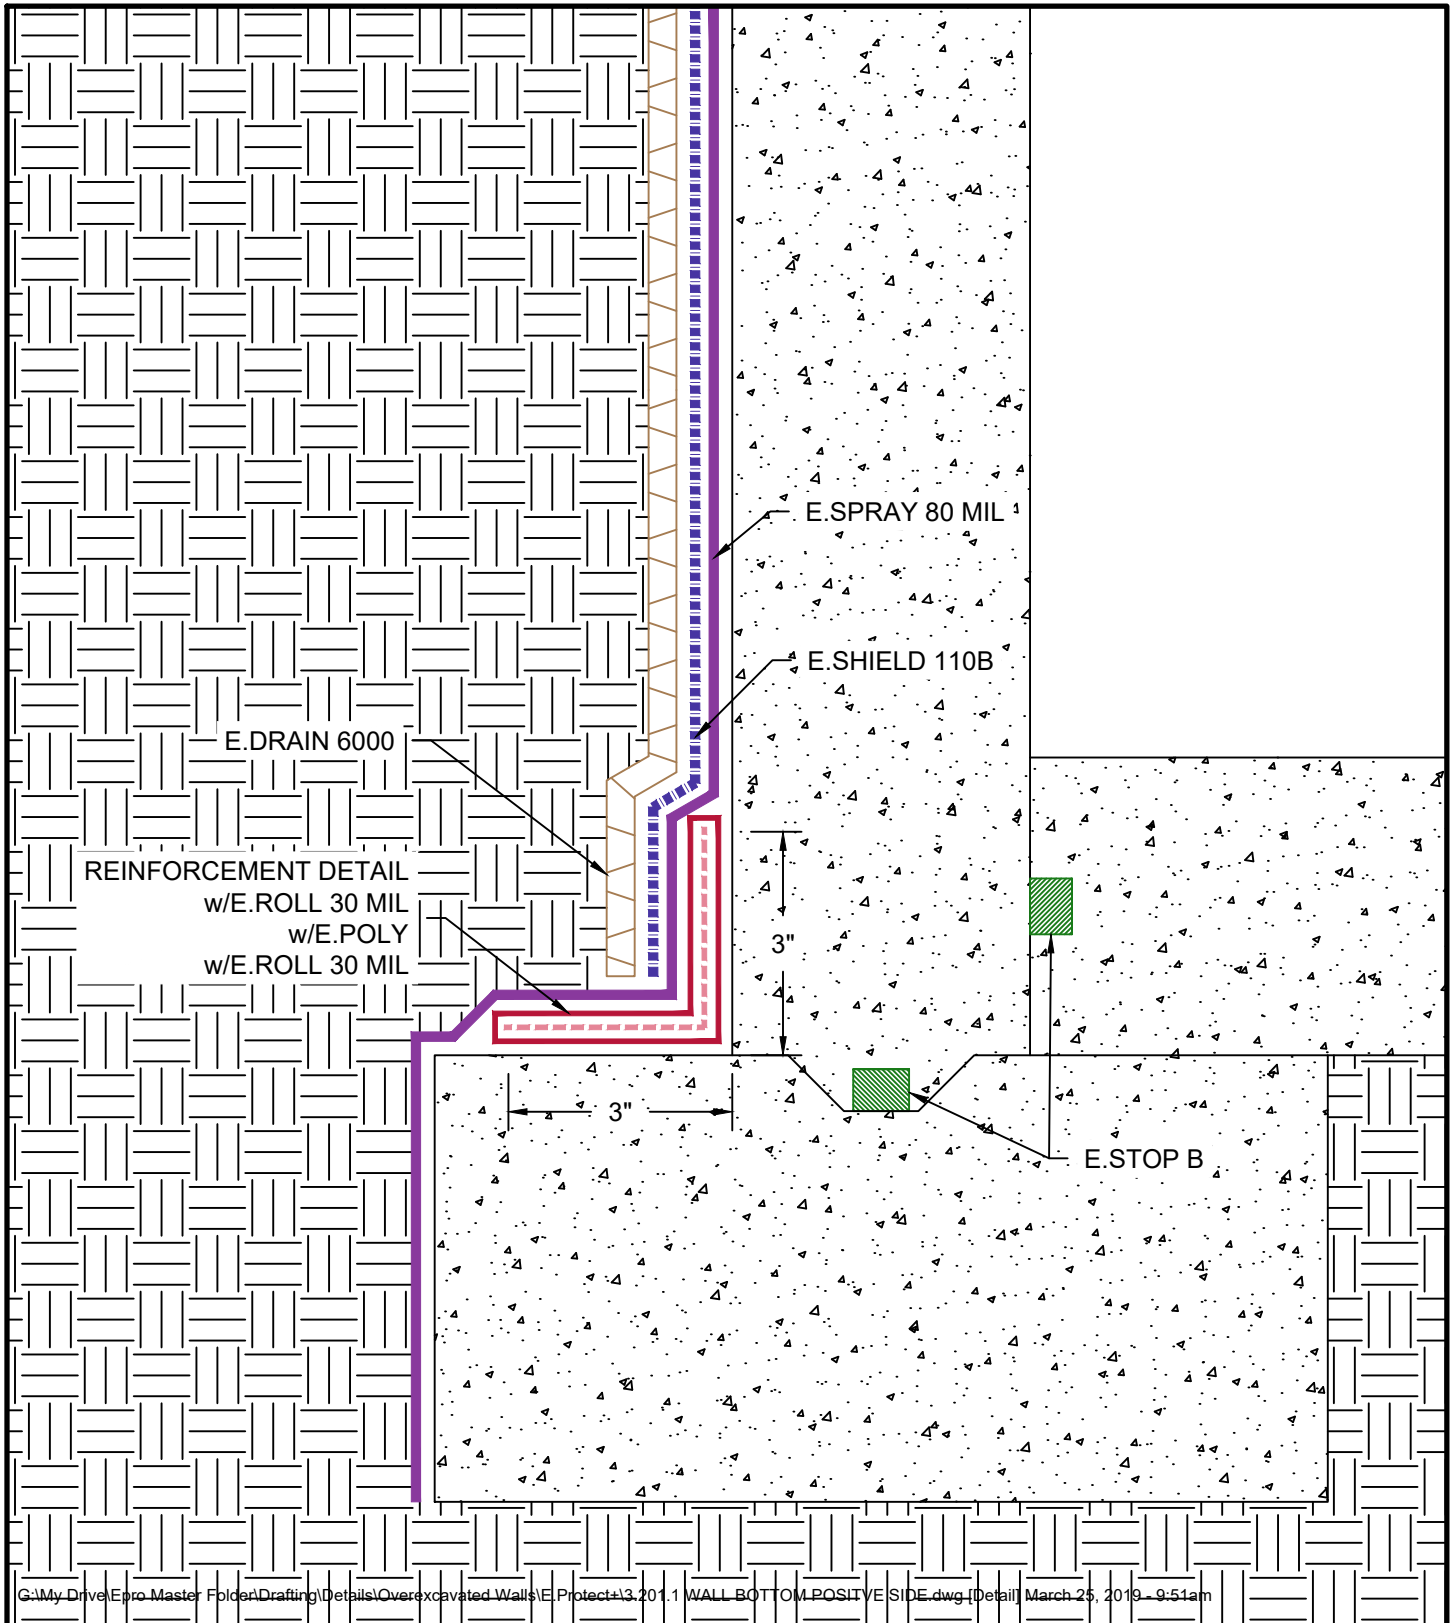 E.SPRAY 80 MIL
E.SHIELD 110B
E.DRAIN 6000
REINFORCEMENT DETAIL
w/E.ROLL 30 MIL
w/E.POLY
w/E.ROLL 30 MIL
3"
3"
E.STOP B
G:\My Drive\Epro Master Folder\Drafting\Details\Overexcavated Walls\E.Protect+\3.201.1 WALL BOTTOM POSITVE SIDE.dwg [Detail] March 25, 2019 - 9:51am